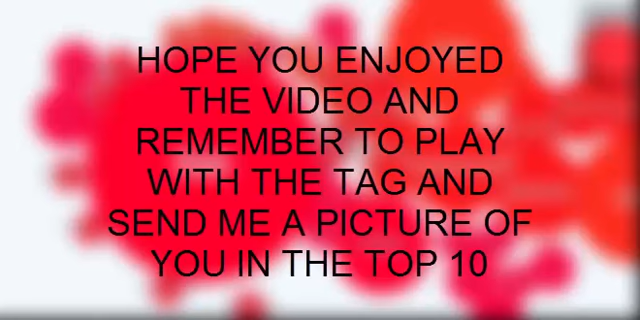 HOPE YOU ENJOYED
THE VIDEO AND
REMEMBER TO PLAY
WITH THE TAG AND
SEND ME A PICTURE OF
YOU IN THE TOP 10